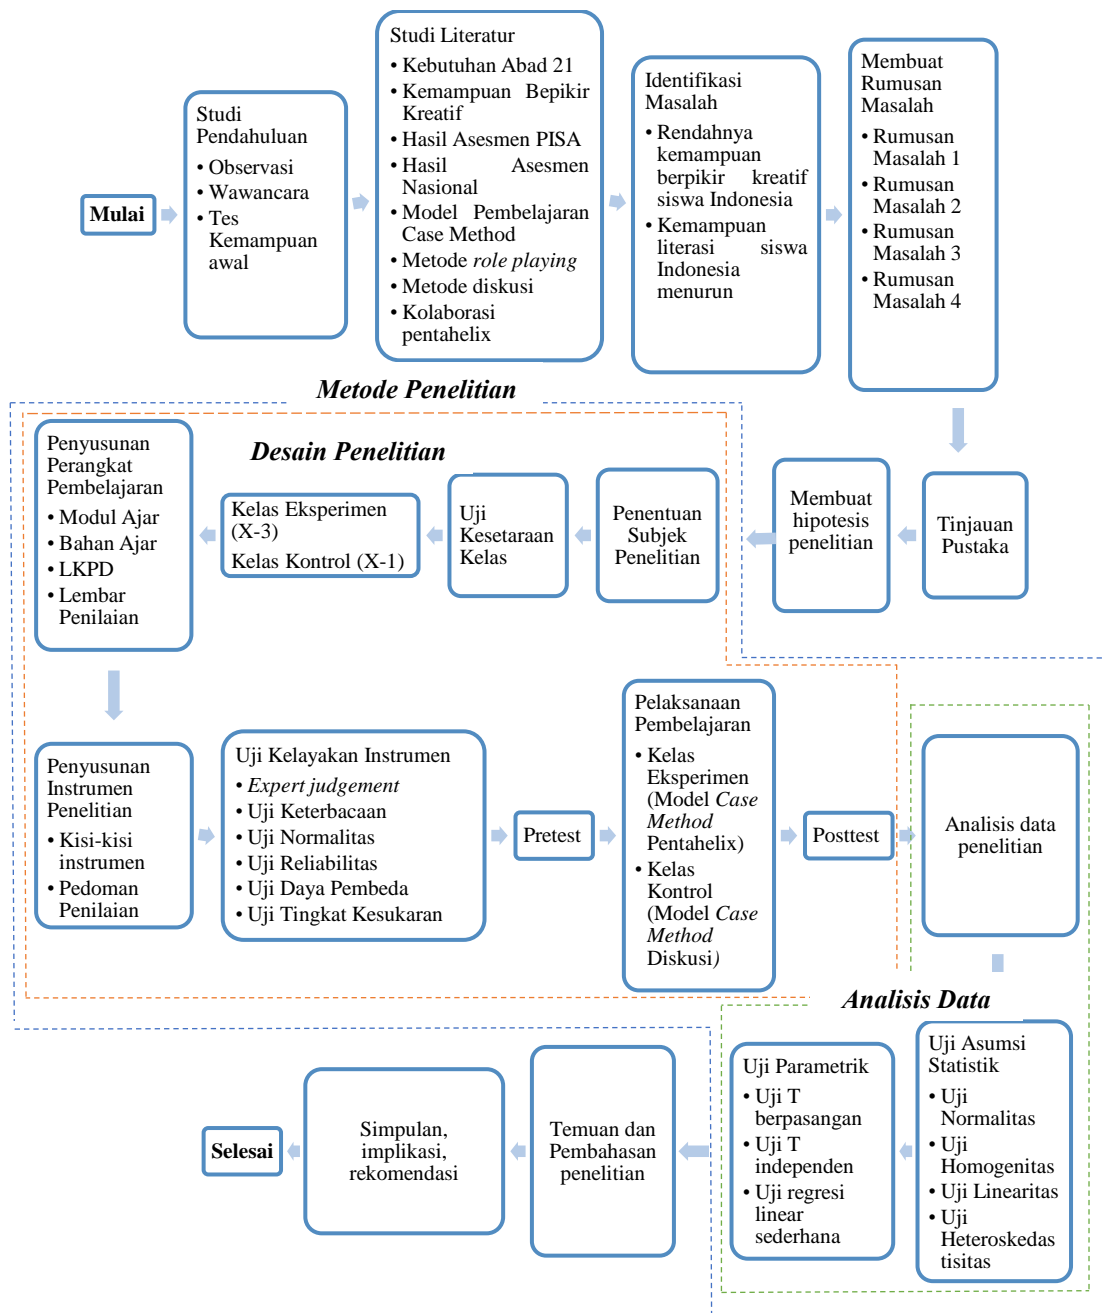 Mulai
Studi
Pendahuluan
• Observasi
• Wawancara
• Tes
Kemampuan
awal
Studi Literatur
• Kebutuhan Abad 21
• Kemampuan Bepikir
Kreatif
• Hasil Asesmen PISA
• Hasil Asesmen
Nasional
• Model Pembelajaran
Case Method
• Metode role playing
• Metode diskusi
• Kolaborasi
pentahelix
Identifikasi
Masalah
• Rendahnya
kemampuan
berpikir kreatif
siswa Indonesia
• Kemampuan
literasi siswa
Indonesia
menurun
Membuat
Rumusan
Masalah
• Rumusan
Masalah 1
• Rumusan
Masalah 2
• Rumusan
Masalah 3
• Rumusan
Masalah 4
Tinjauan
Pustaka
Membuat
hipotesis
penelitian
Metode Penelitian
Desain Penelitian
Penentuan
Subjek
Penelitian
Uji
Kesetaraan
Kelas
Kelas Eksperimen
(X-3)
Kelas Kontrol (X-1)
Penyusunan
Perangkat
Pembelajaran
• Modul Ajar
• Bahan Ajar
• LKPD
• Lembar
Penilaian
Penyusunan
Instrumen
Penelitian
• Kisi-kisi
instrumen
• Pedoman
Penilaian
Uji Kelayakan Instrumen
• Expert judgement
• Uji Keterbacaan
• Uji Normalitas
• Uji Reliabilitas
• Uji Daya Pembeda
• Uji Tingkat Kesukaran
Pretest
Pelaksanaan
Pembelajaran
• Kelas
Eksperimen
(Model Case
Method
Pentahelix)
• Kelas
Kontrol
(Model Case
Method
Diskusi)
Posttest
Analisis data
penelitian
Analisis Data
Uji Asumsi
Statistik
• Uji
Normalitas
• Uji
Homogenitas
• Uji Linearitas
• Uji
Heteroskedas
tisitas
Uji Parametrik
• Uji T
berpasangan
• Uji T
independen
• Uji regresi
linear
sederhana
Temuan dan
Pembahasan
penelitian
Simpulan,
implikasi,
rekomendasi
Selesai